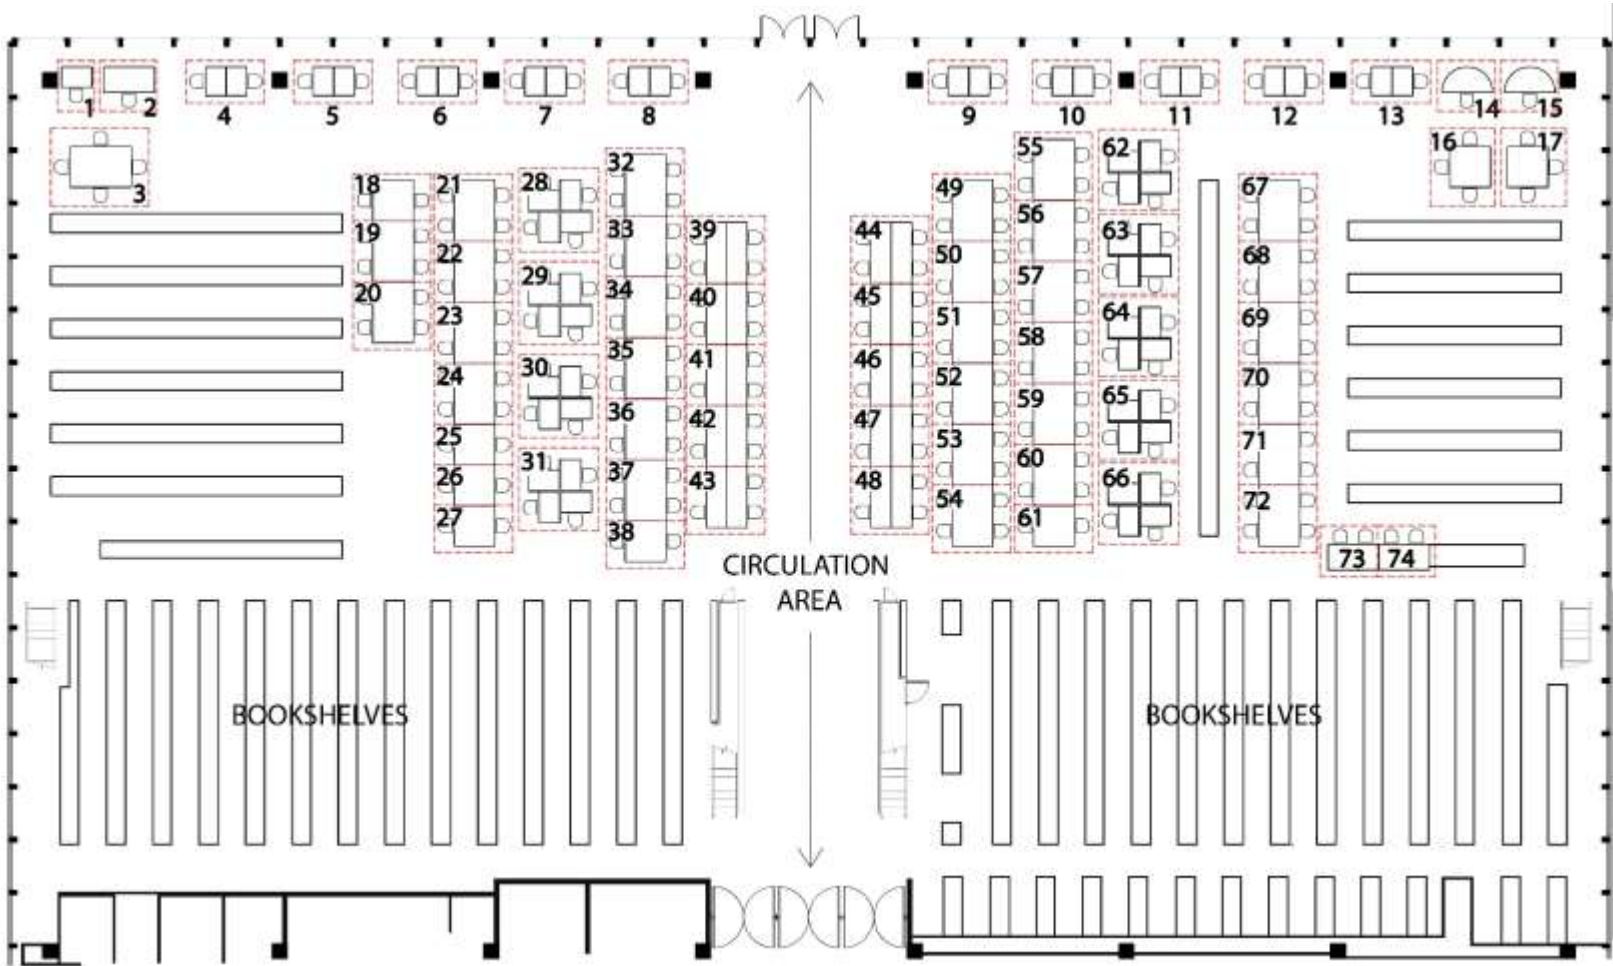 1 2 4 5 6 7 8 9 10 11 12 13 14 15
3 16 17
18 21 28 32 49 55 62 67
19 22 29 33 39 44 50 56 63 68
20 23 30 34 40 45 51 57 64 69
24 31 35 41 46 52 58 65 70
25 36 42 47 53 59 66 71
26 37 43 48 54 60 72
27 38 61 73 74
CIRCULATION
AREA
BOOKSHELVES BOOKSHELVES